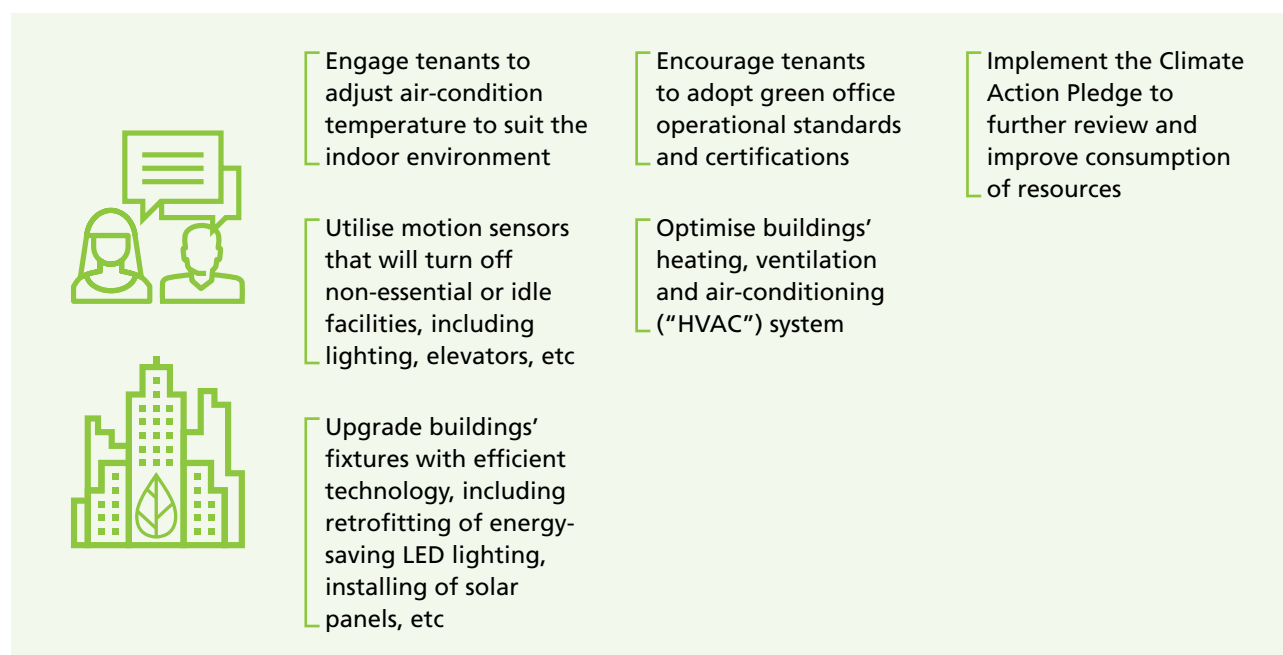 Engage tenants to
adjust air-condition
temperature to suit the
indoor environment
Encourage tenants
to adopt green office
operational standards
and certifications
Implement the Climate
Action Pledge to
further review and
improve consumption
of resources
Utilise motion sensors
that will turn off
non-essential or idle
facilities, including
lighting, elevators, etc
Optimise buildings’
heating, ventilation
and air-conditioning
(“HVAC”) system
Upgrade buildings’
fixtures with efficient
technology, including
retrofitting of energy-
saving LED lighting,
installing of solar
panels, etc